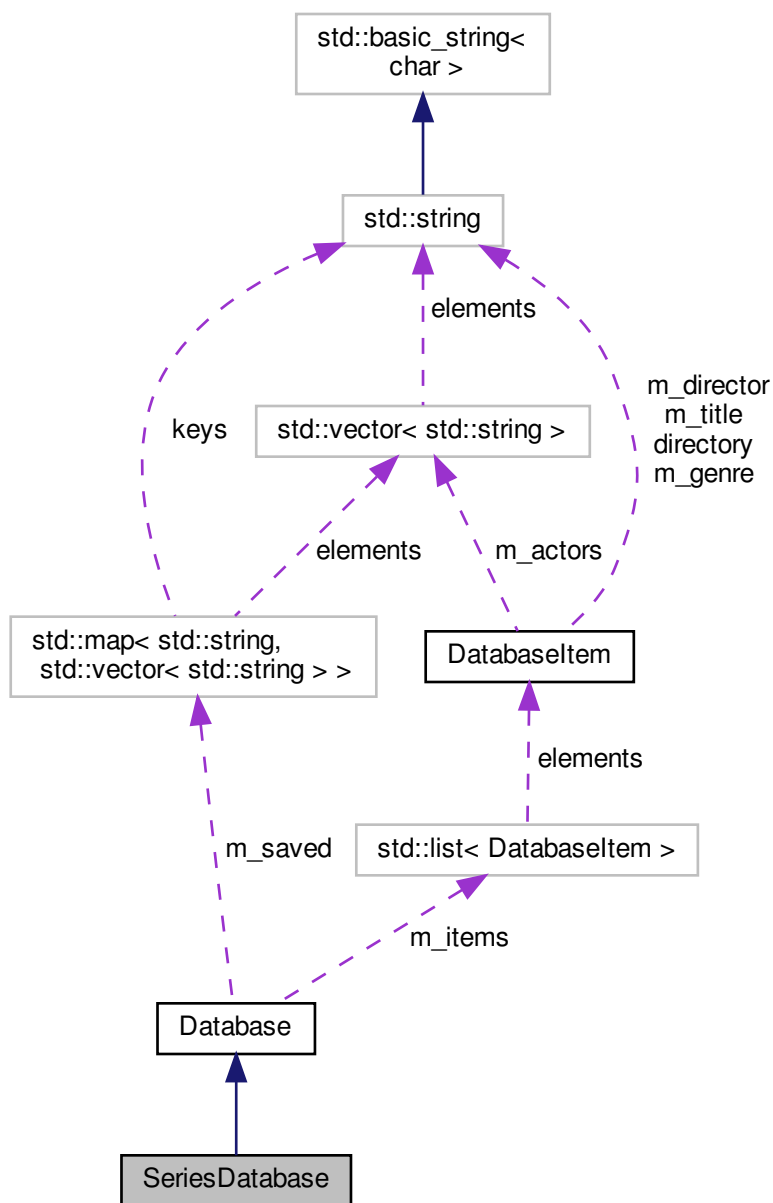 std::basic_string<
char >
std::string
elements
m_director
m_title
directory
m_genre
keys
std::vector< std::string >
elements
m_actors
std::map< std::string,
std::vector< std::string > >
DatabaseItem
elements
m_saved
std::list< DatabaseItem >
m_items
Database
SeriesDatabase